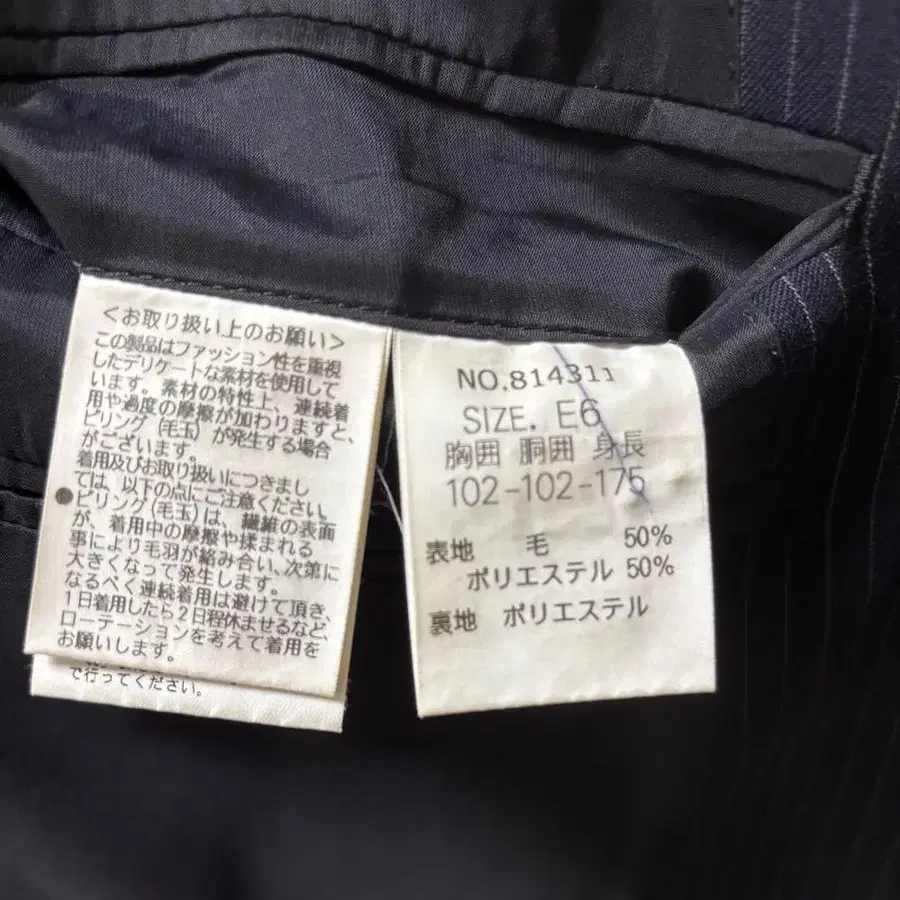 <お取り扱い上のお願い>
この製品はファッション性を重視
したデリケートな素材を使用して
います。素材の特性上、連続着
用や過度の摩擦が加わりますと、
ピリング(毛玉)が発生する場合
がございます。
着用及びお取り扱いにつきまし
ては、以下の点にご注意ください。
●ピリング(毛玉)は、繊維の表面
が、着用中の摩擦や揉まれる
事により毛羽が絡み合い、次第に
大きくなって発生します。
なるべく連続着用は避けて頂き、
1日着用したら2日程休ませるなど、
ローテーションを考えて着用を
お願いします。
で行ってください。
NO.814311
SIZE. E6
胸囲 胴囲 身長
102-102-175
表地 毛 50%
ポリエステル 50%
裏地 ポリエステル